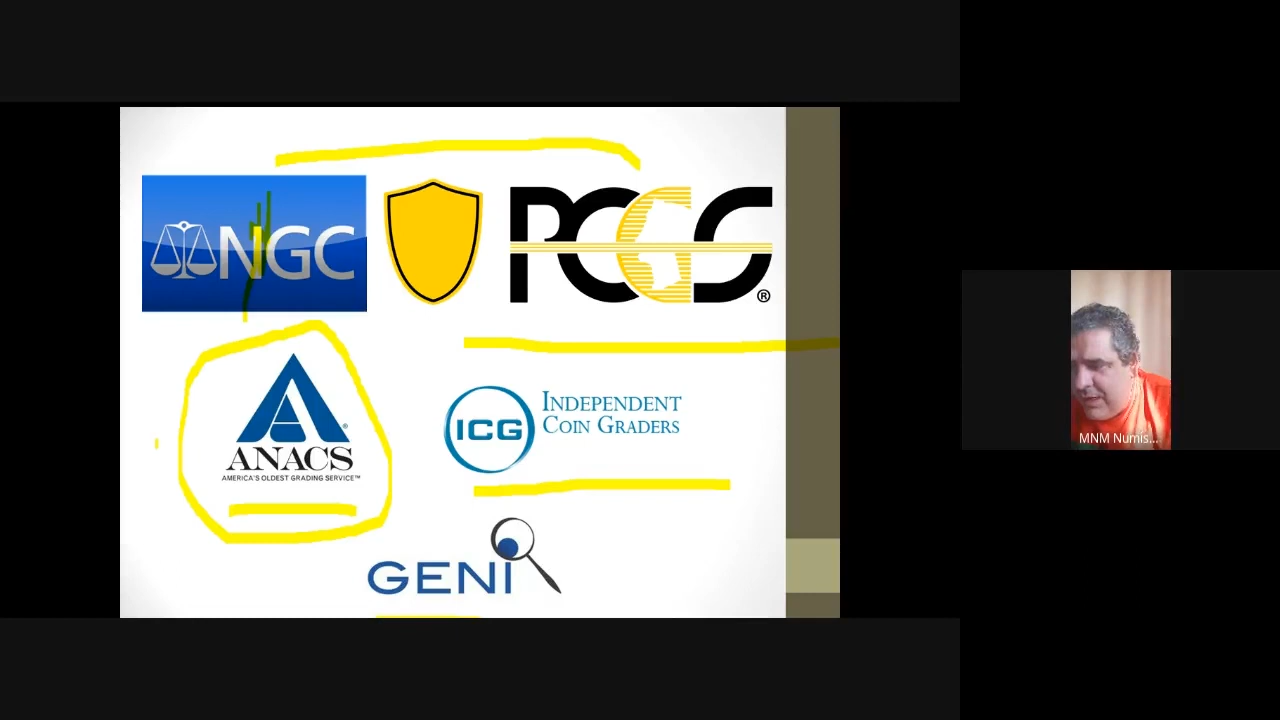 NGC
PCGS®
ANACS®
AMERICA'S OLDEST GRADING SERVICE™
ICG
INDEPENDENT
COIN GRADERS
GENI
MNM Numis...